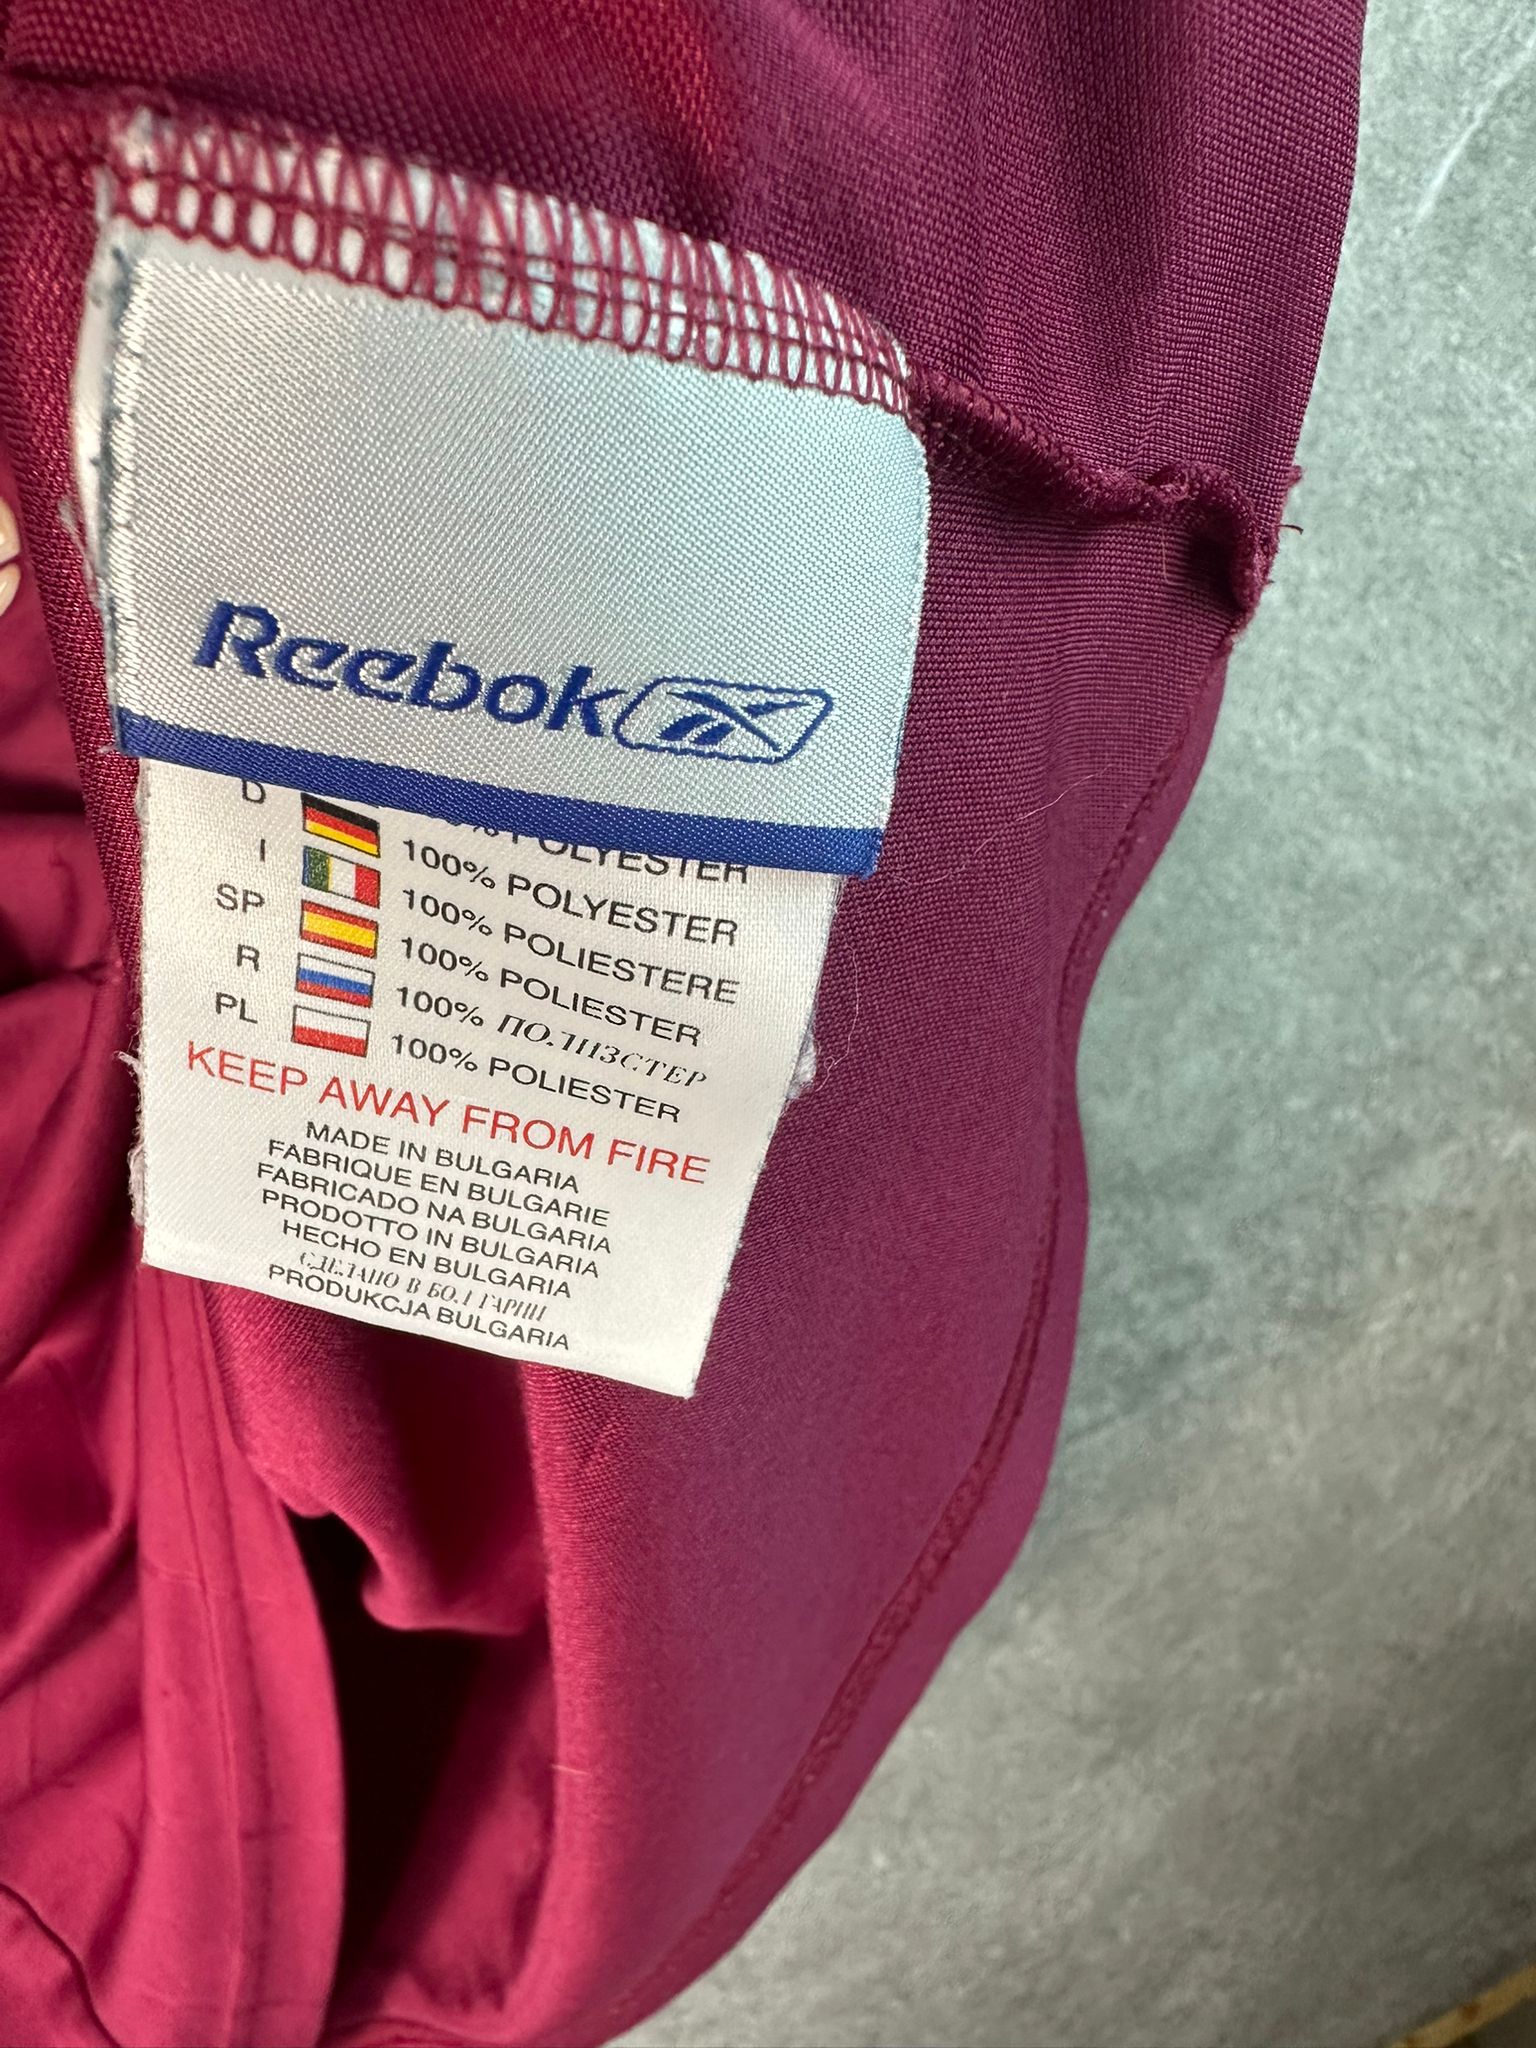 Reebok
% POLYESTER
D 100% POLYESTER
I 100% POLIESTERE
SP 100% POLIESTER
R 100% ПОЛИЭСТЕР
PL 100% POLIESTER
KEEP AWAY FROM FIRE
MADE IN BULGARIA
FABRIQUE EN BULGARIE
FABRICADO NA BULGARIA
PRODOTTO IN BULGARIA
HECHO EN BULGARIA
СДЕЛАНО В БОЛГАРИИ
PRODUKCJA BULGARIA